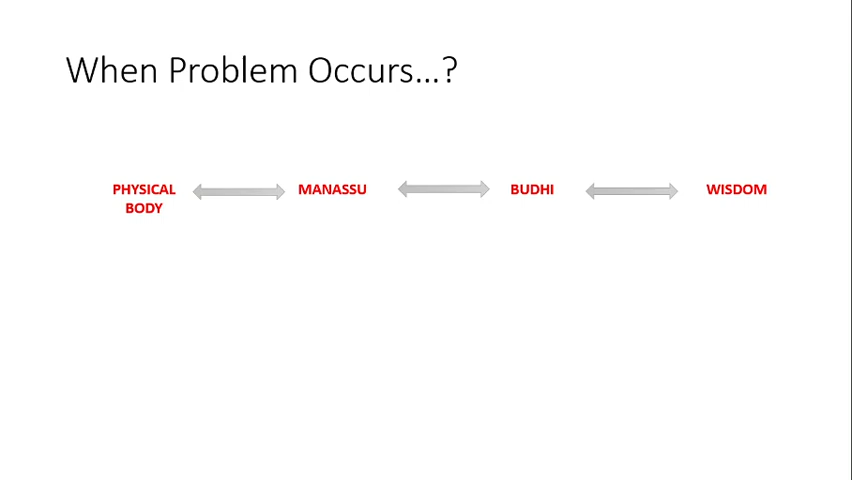 When Problem Occurs...?
PHYSICAL MANASSU BUDHI WISDOM
BODY